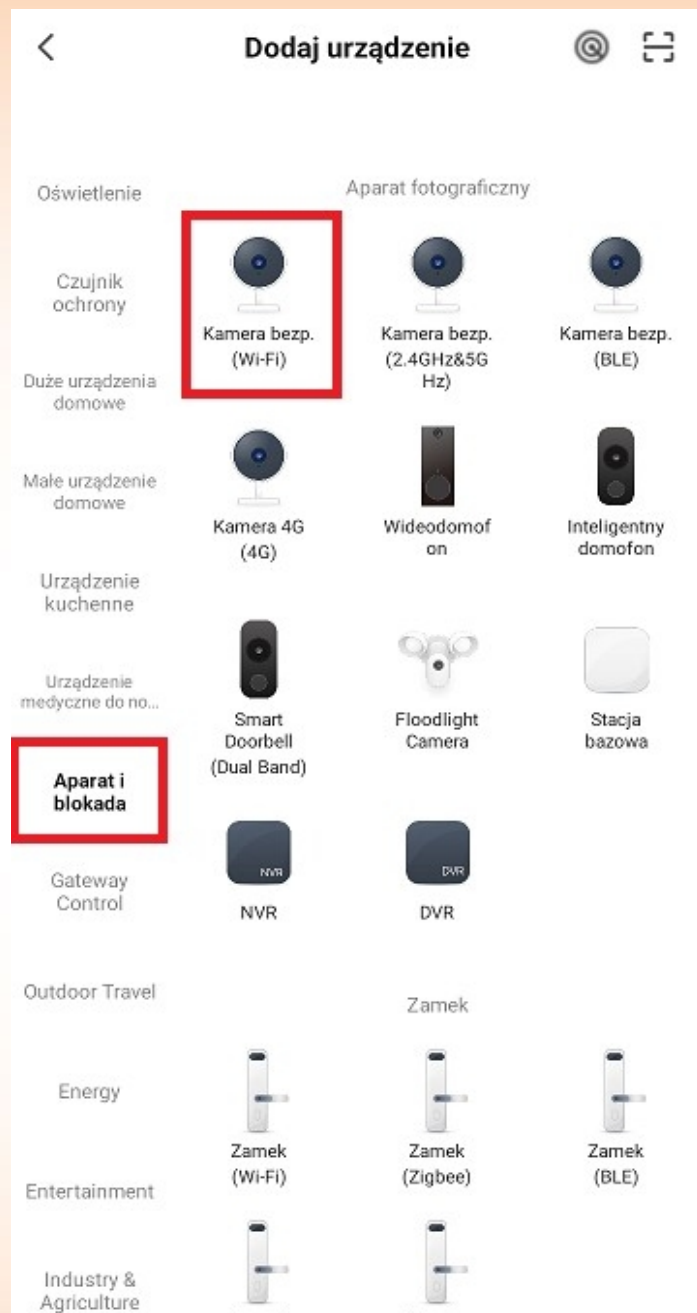 Dodaj urządzenie
Oświetlenie
Czujnik
ochrony
Duże urządzenia
domowe
Małe urządzenie
domowe
Urządzenie
kuchenne
Urządzenie
medyczne do no...
Aparat i
blokada
Gateway
Control
Outdoor Travel
Energy
Entertainment
Industry &
Agriculture
Aparat fotograficzny
Kamera bezp.
(Wi-Fi)
Kamera bezp.
(2.4GHz&5G
Hz)
Kamera bezp.
(BLE)
Kamera 4G
(4G)
Wideodomof
on
Inteligentny
domofon
Smart
Doorbell
(Dual Band)
Floodlight
Camera
Stacja
bazowa
NVR
NVR
DVR
DVR
Zamek
Zamek
(Wi-Fi)
Zamek
(Zigbee)
Zamek
(BLE)